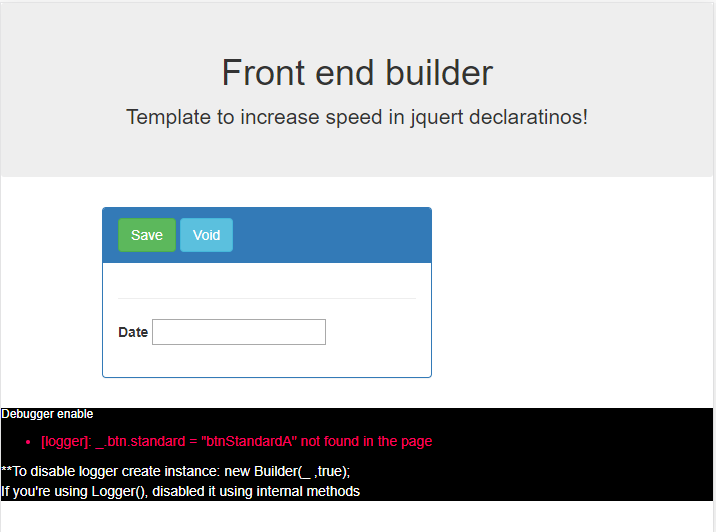 Front end builder
Template to increase speed in jquert declaratinos!
Save Void
Date
Debugger enable
[logger]: _.btn.standard = "btnStandardA" not found in the page
**To disable logger create instance: new Builder(_ ,true);
If you're using Logger(), disabled it using internal methods